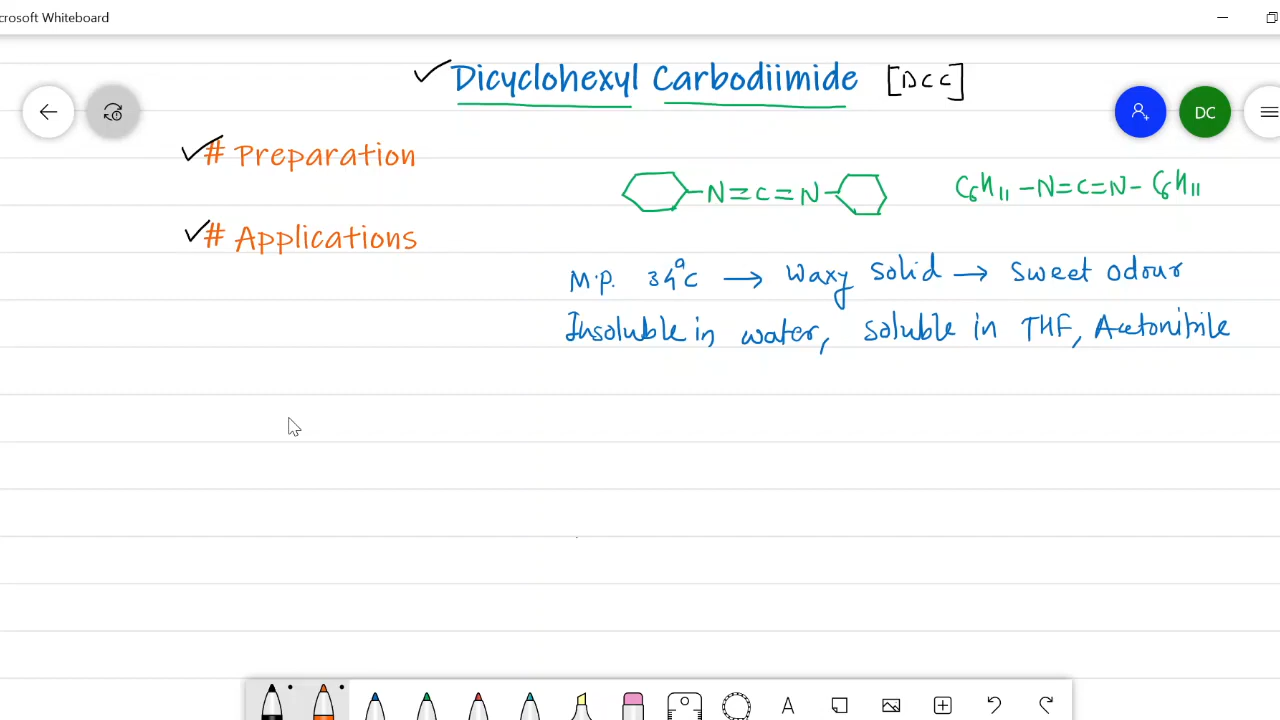 crosoft Whiteboard
Dicyclohexyl Carbodiimide [DCC]
DC
# Preparation
N=C=N C6H11-N=C=N-C6H11
# Applications
M.P. 34°C → waxy solid → sweet odour
Insoluble in water, soluble in THF, Acetonitrile
A